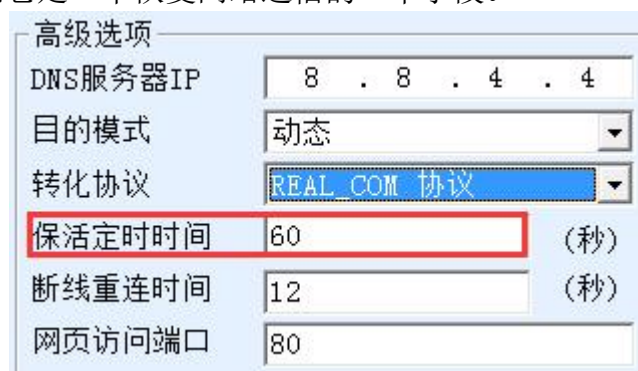 高级选项
DNS服务器IP 8 . 8 . 4 . 4
目的模式 动态
转化协议 REAL_COM 协议
保活定时时间 60 (秒)
断线重连时间 12 (秒)
网页访问端口 80